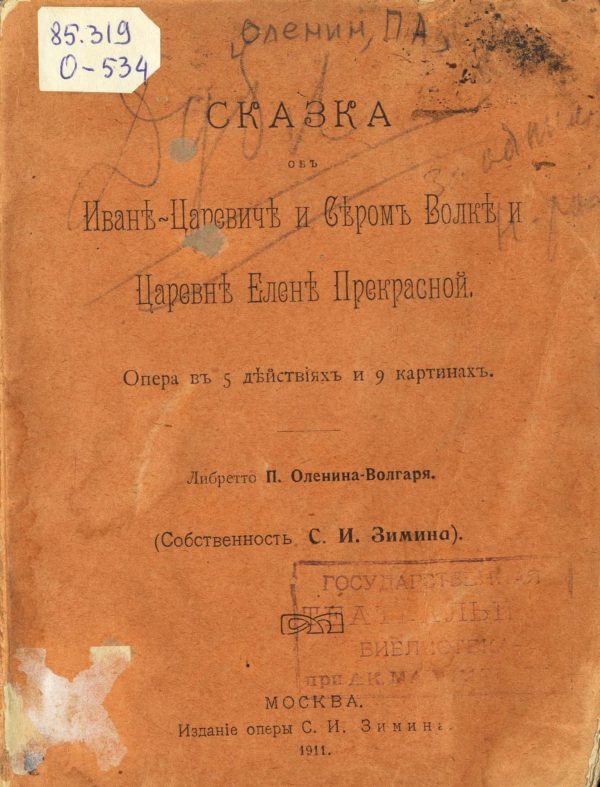 85.319
О-534
Оленин, П.А.
СКАЗКА
ОБЪ
ИВАНѢ-ЦАРЕВИЧѢ И СѢРОМЪ ВОЛКѢ И
ЦАРЕВНѢ ЕЛЕНѢ ПРЕКРАСНОЙ.
Опера въ 5 дѣйствіяхъ и 9 картинахъ.
Либретто П. Оленина-Волгаря.
(Собственность С. И. Зимина).
ГОСУДАРСТВЕННАЯ
БИБЛИОТЕКА
МОСКВА.
Изданіе оперы С. И. Зимина.
1911.